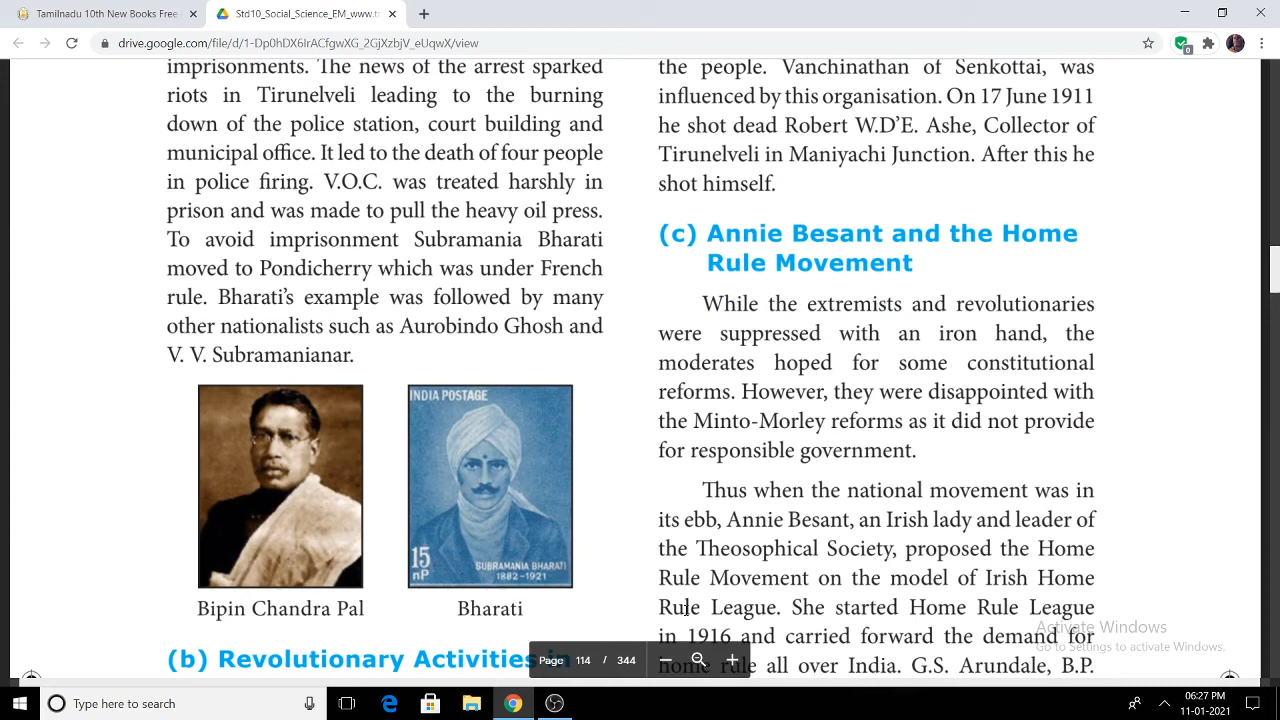 Tamilnadu 10th New Books Free
Std10_Social_Science_EM_www.t
drive.google.com/file/d/1-Dp0hDX6IrACfgwXG_2GjXzbjV_eUqwX/view
imprisonments. The news of the arrest sparked
riots in Tirunelveli leading to the burning
down of the police station, court building and
municipal office. It led to the death of four people
in police firing. V.O.C. was treated harshly in
prison and was made to pull the heavy oil press.
To avoid imprisonment Subramania Bharati
moved to Pondicherry which was under French
rule. Bharati’s example was followed by many
other nationalists such as Aurobindo Ghosh and
V. V. Subramanianar.
INDIA POSTAGE
15
nP
SUBRAMANIA BHARATI
1882-1921
Bipin Chandra Pal
Bharati
(b) Revolutionary Activities in
the people. Vanchinathan of Senkottai, was
influenced by this organisation. On 17 June 1911
he shot dead Robert W.D’E. Ashe, Collector of
Tirunelveli in Maniyachi Junction. After this he
shot himself.
(c) Annie Besant and the Home
Rule Movement
While the extremists and revolutionaries
were suppressed with an iron hand, the
moderates hoped for some constitutional
reforms. However, they were disappointed with
the Minto-Morley reforms as it did not provide
for responsible government.
Thus when the national movement was in
its ebb, Annie Besant, an Irish lady and leader of
the Theosophical Society, proposed the Home
Rule Movement on the model of Irish Home
Rule League. She started Home Rule League
in 1916 and carried forward the demand for
home rule all over India. G.S. Arundale, B.P.
Page 114 / 344
Activate Windows
Go to Settings to activate Windows.
Type here to search
06:27 PM
11-01-2021